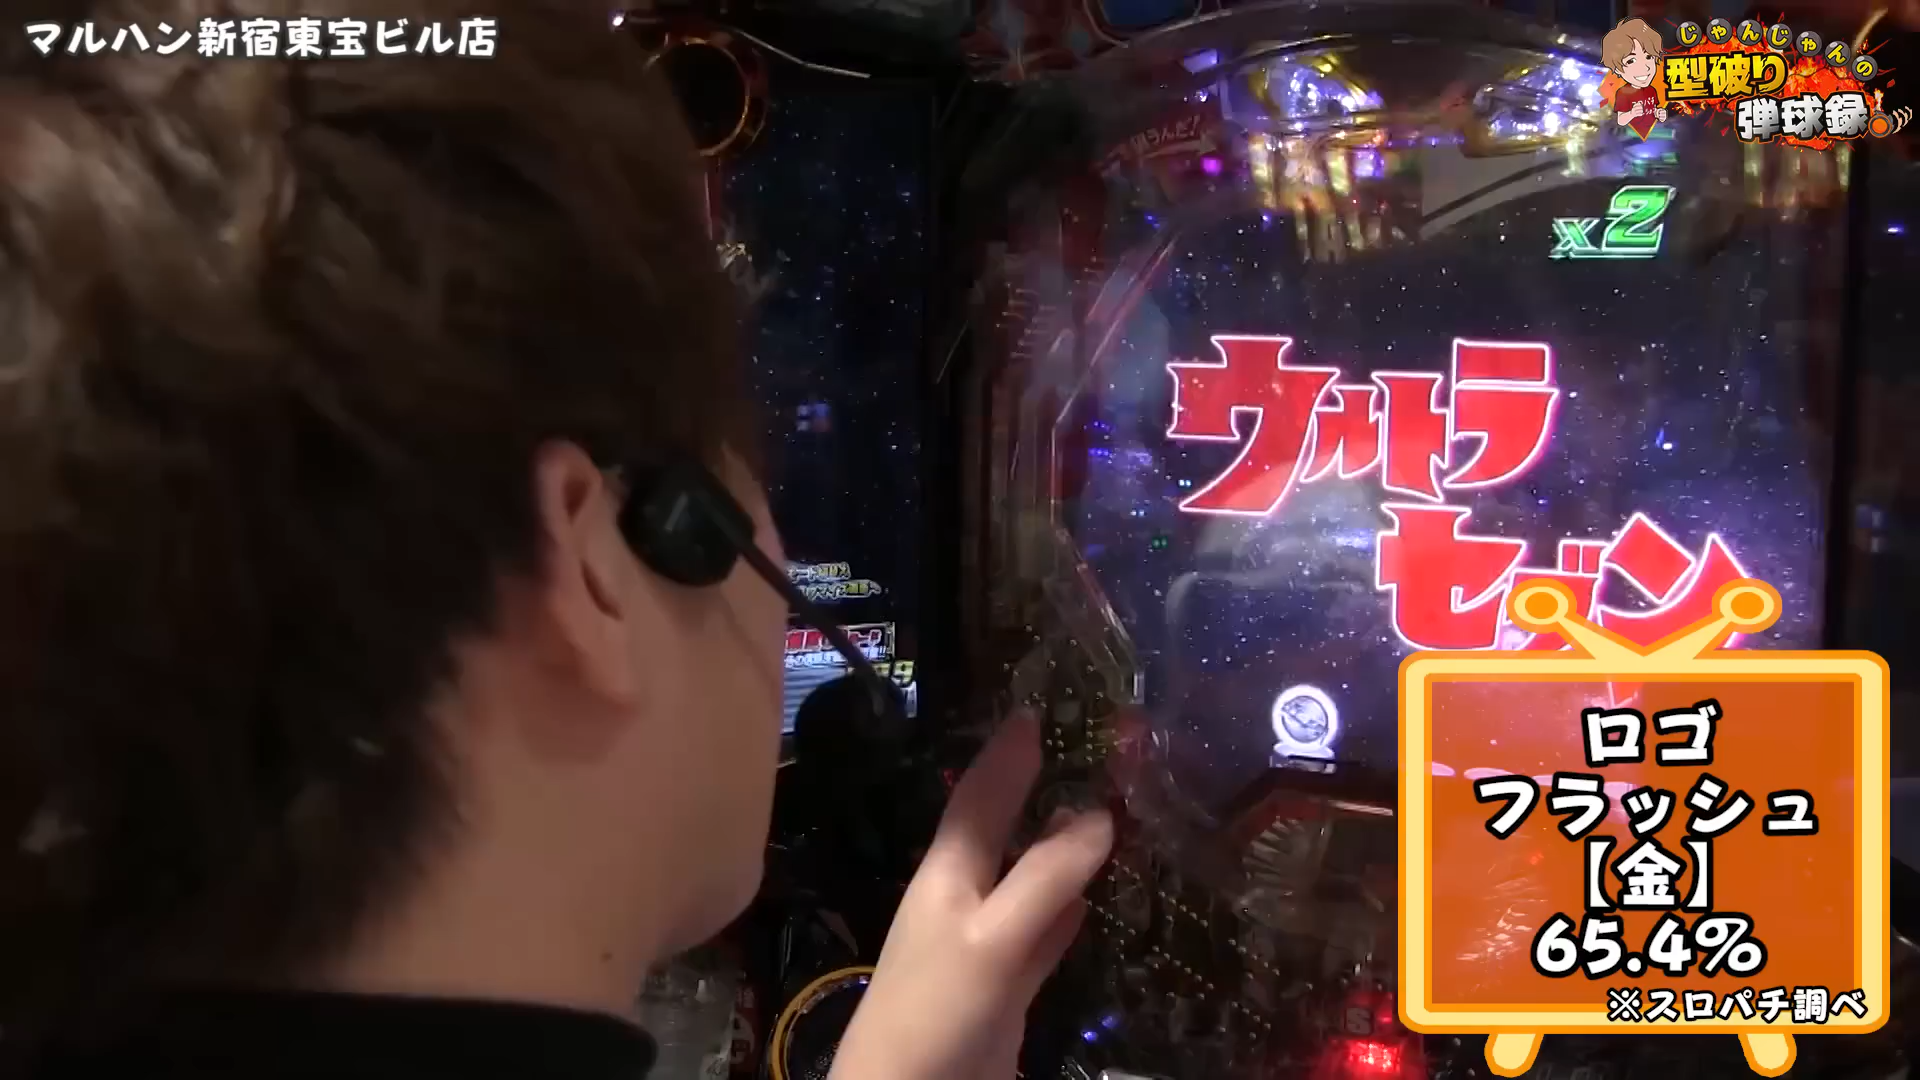 マルハン新宿東宝ビル店
じゃんじゃんの
型破り
弾球録
x2
ウルトラ
セブン
ロゴ
フラッシュ
【金】
65.4%
※スロパチ調べ